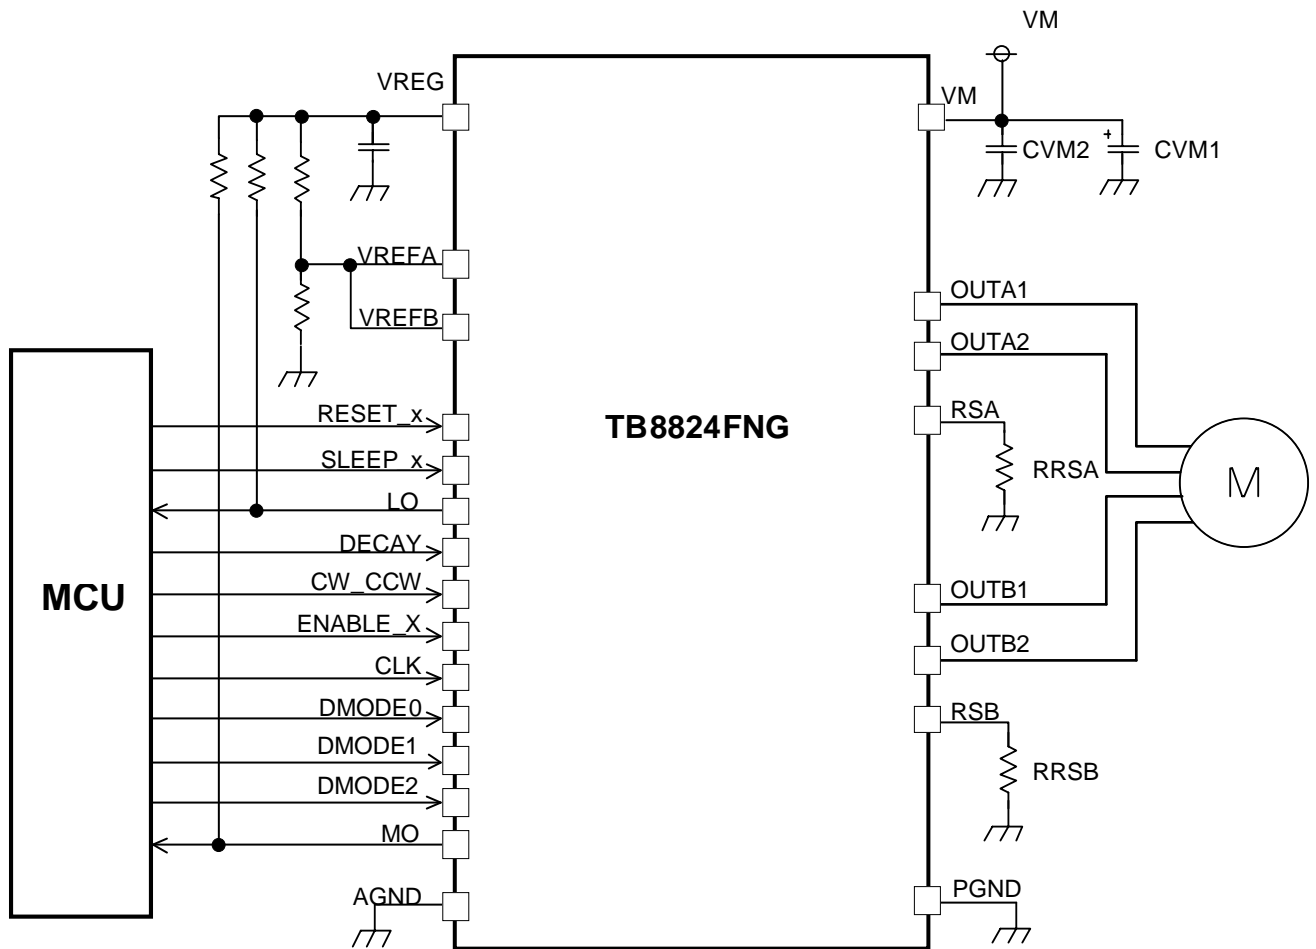 VM
VREG
VM
CVM2
CVM1
VREFA
VREFB
OUTA1
OUTA2
RESET_x
RSA
TB8824FNG
SLEEP_x
RRSA
M
LO
DECAY
MCU
CW_CCW
OUTB1
ENABLE_X
OUTB2
CLK
DMODE0
RSB
DMODE1
RRSB
DMODE2
MO
AGND
PGND